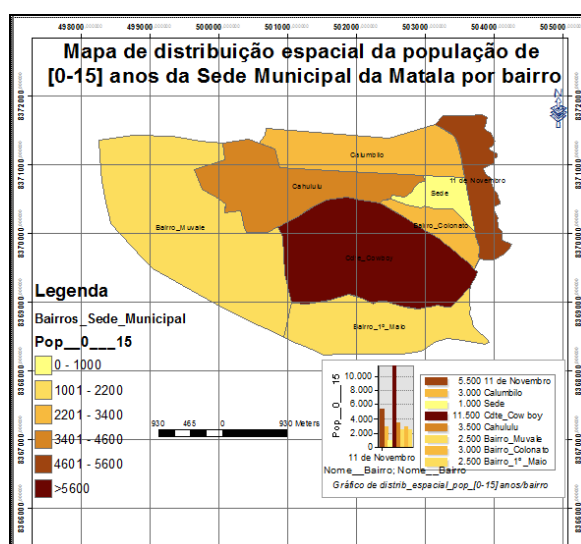 498000 499000 500000 501000 502000 503000 504000 505000
Mapa de distribuição espacial da população de
[0-15] anos da Sede Municipal da Matala por bairro
8372000
N
8371000
8370000
8369000
8368000
8367000
8366000
Calumbilo
11 de Novembro
Cahululu
Sede
Bairro_Muvale
Bairro_Colonato
Cdte_Cowboy
Bairro_1º_Maio
Legenda
Bairros_Sede_Municipal
Pop__0___15
0 - 1000
1001 - 2200
2201 - 3400
3401 - 4600
4601 - 5600
>5600
930 465 0 930 Meters
Pop__0___15
10.000
8.000
6.000
4.000
2.000
0
11 de Novembro
Nome__Bairro; Nome__Bairro
5.500 11 de Novembro
3.000 Calumbilo
1.000 Sede
11.500 Cdte_Cow boy
3.500 Cahululu
2.500 Bairro_Muvale
3.000 Bairro_Colonato
2.500 Bairro_1º_Maio
Gráfico de distrib_espacial_pop_[0-15] anos/bairro